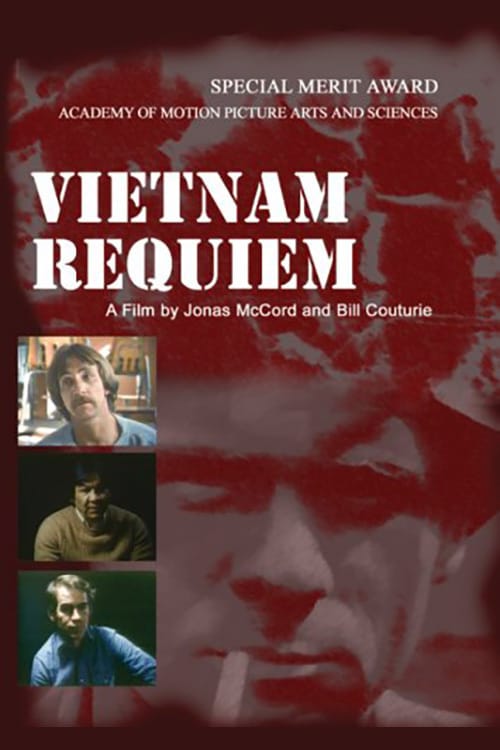 SPECIAL MERIT AWARD
ACADEMY OF MOTION PICTURE ARTS AND SCIENCES
VIETNAM
REQUIEM
A Film by Jonas McCord and Bill Couturie